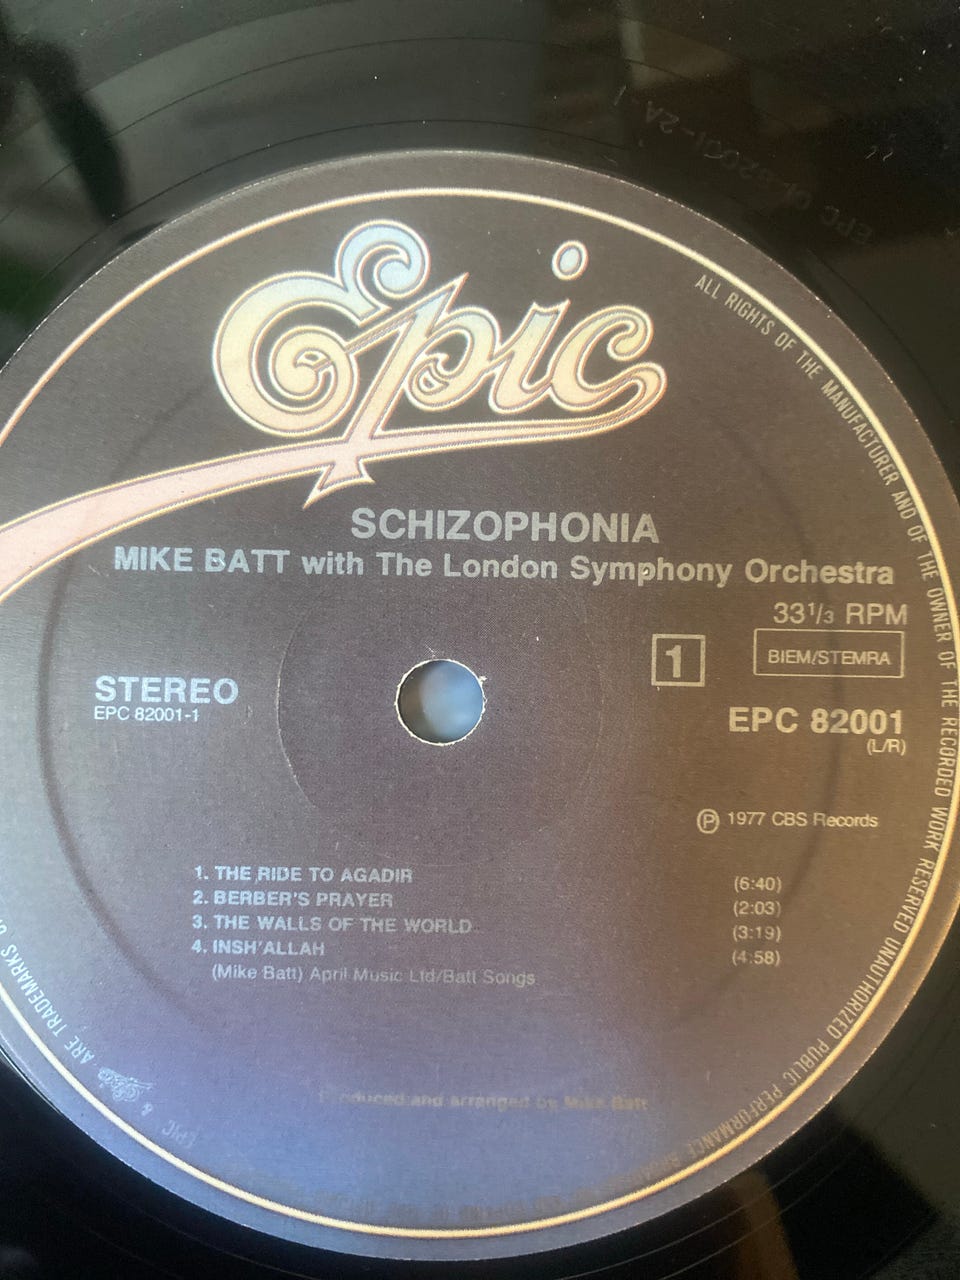 Epic
SCHIZOPHONIA
MIKE BATT with The London Symphony Orchestra
33 1/3 RPM
1
BIEM/STEMRA
STEREO
EPC 82001-1
EPC 82001
(L/R)
Ⓟ 1977 CBS Records
1. THE RIDE TO AGADIR (6:40)
2. BERBER'S PRAYER (2:03)
3. THE WALLS OF THE WORLD (3:19)
4. INSH'ALLAH (4:58)
(Mike Batt) April Music Ltd/Batt Songs
Produced and arranged by Mike Batt
ALL RIGHTS OF THE MANUFACTURER AND OF THE OWNER OF THE RECORDED WORK RESERVED UNAUTHORIZED PUBLIC PERFORMANCE
EPIC & Epic ARE TRADEMARKS